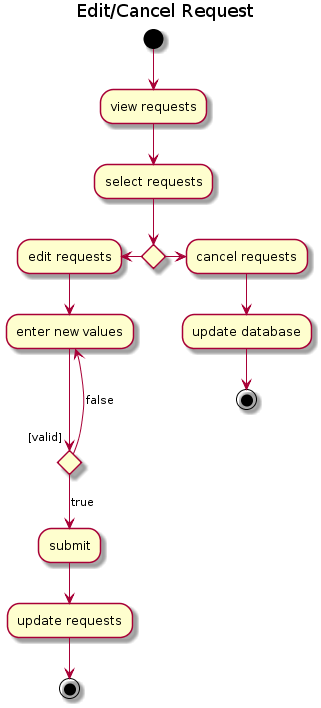 Edit/Cancel Request
view requests
select requests
edit requests
cancel requests
enter new values
update database
false
[valid]
true
submit
update requests